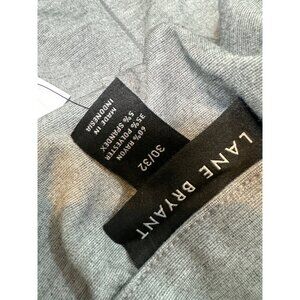 LANE BRYANT
30/32
60% RAYON
35% POLYESTER
5% SPANDEX
MADE IN
INDONESIA